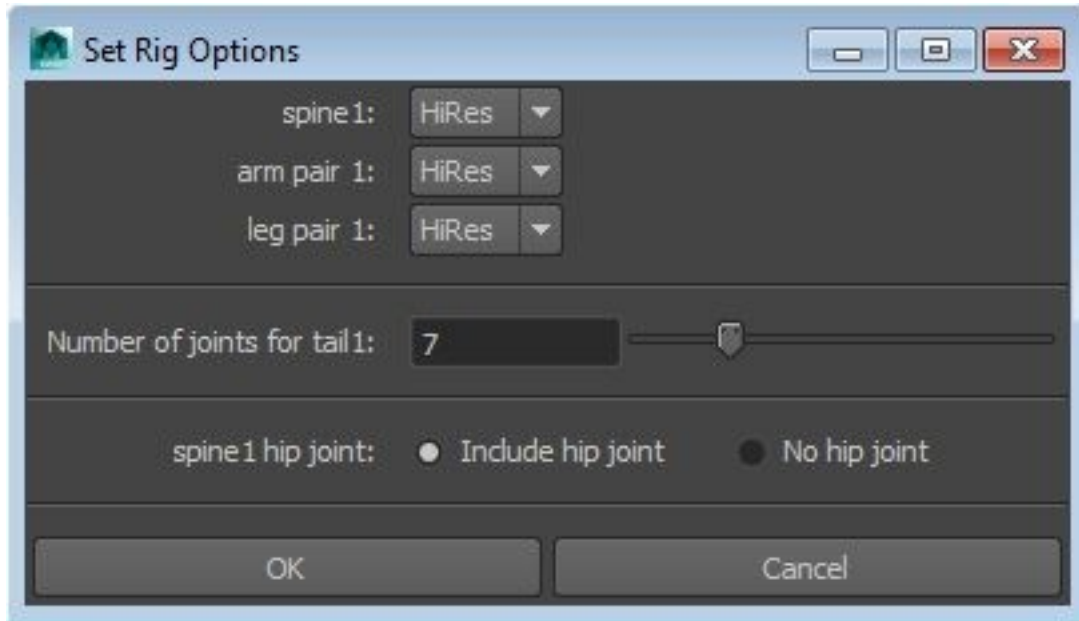 Set Rig Options
spine1: HiRes
arm pair 1: HiRes
leg pair 1: HiRes
Number of joints for tail1: 7
spine1 hip joint: Include hip joint No hip joint
OK Cancel